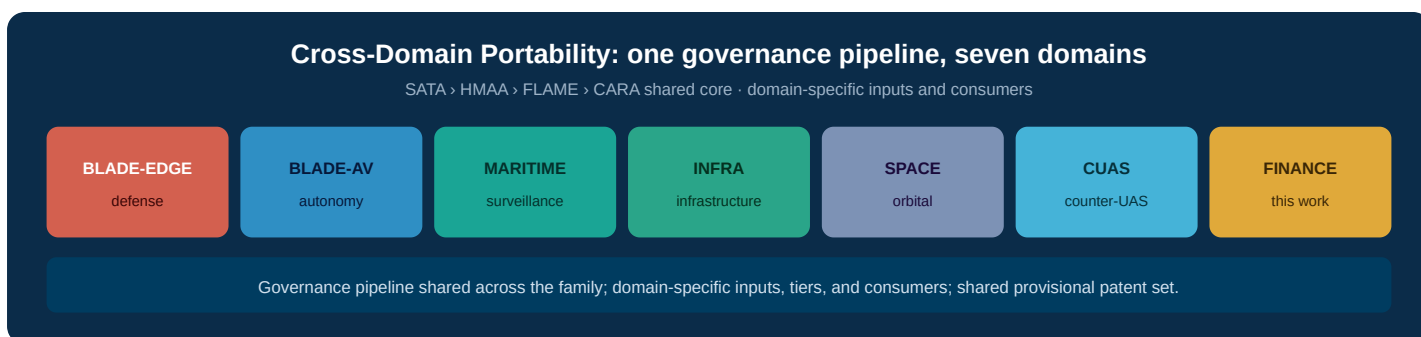 Cross-Domain Portability: one governance pipeline, seven domains
SATA › HMAA › FLAME › CARA shared core · domain-specific inputs and consumers
BLADE-EDGE
defense
BLADE-AV
autonomy
MARITIME
surveillance
INFRA
infrastructure
SPACE
orbital
CUAS
counter-UAS
FINANCE
this work
Governance pipeline shared across the family; domain-specific inputs, tiers, and consumers; shared provisional patent set.